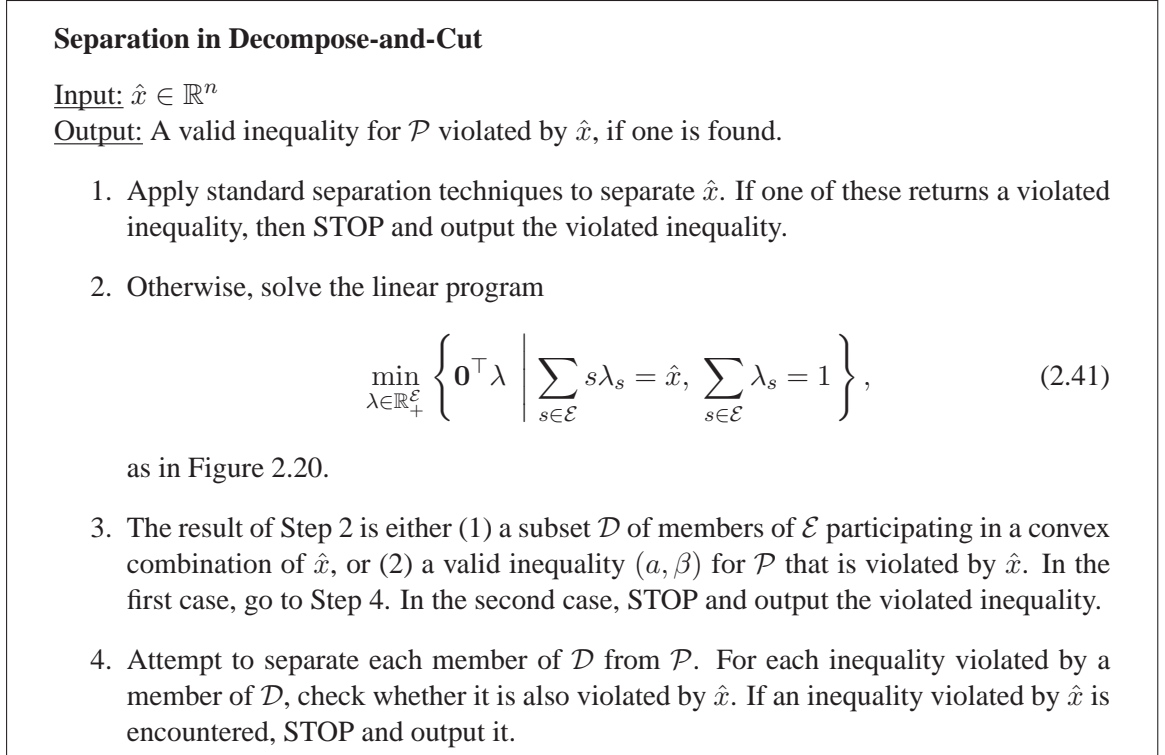 Separation in Decompose-and-Cut
Input: x̂ ∈ ℝⁿ
Output: A valid inequality for 𝒫 violated by x̂, if one is found.
1. Apply standard separation techniques to separate x̂. If one of these returns a violated
inequality, then STOP and output the violated inequality.
2. Otherwise, solve the linear program
min_{λ∈ℝ₊^ℰ} { 0^⊤ λ | ∑_{s∈ℰ} sλ_s = x̂, ∑_{s∈ℰ} λ_s = 1 }, (2.41)
as in Figure 2.20.
3. The result of Step 2 is either (1) a subset 𝒟 of members of ℰ participating in a convex
combination of x̂, or (2) a valid inequality (a, β) for 𝒫 that is violated by x̂. In the
first case, go to Step 4. In the second case, STOP and output the violated inequality.
4. Attempt to separate each member of 𝒟 from 𝒫. For each inequality violated by a
member of 𝒟, check whether it is also violated by x̂. If an inequality violated by x̂ is
encountered, STOP and output it.